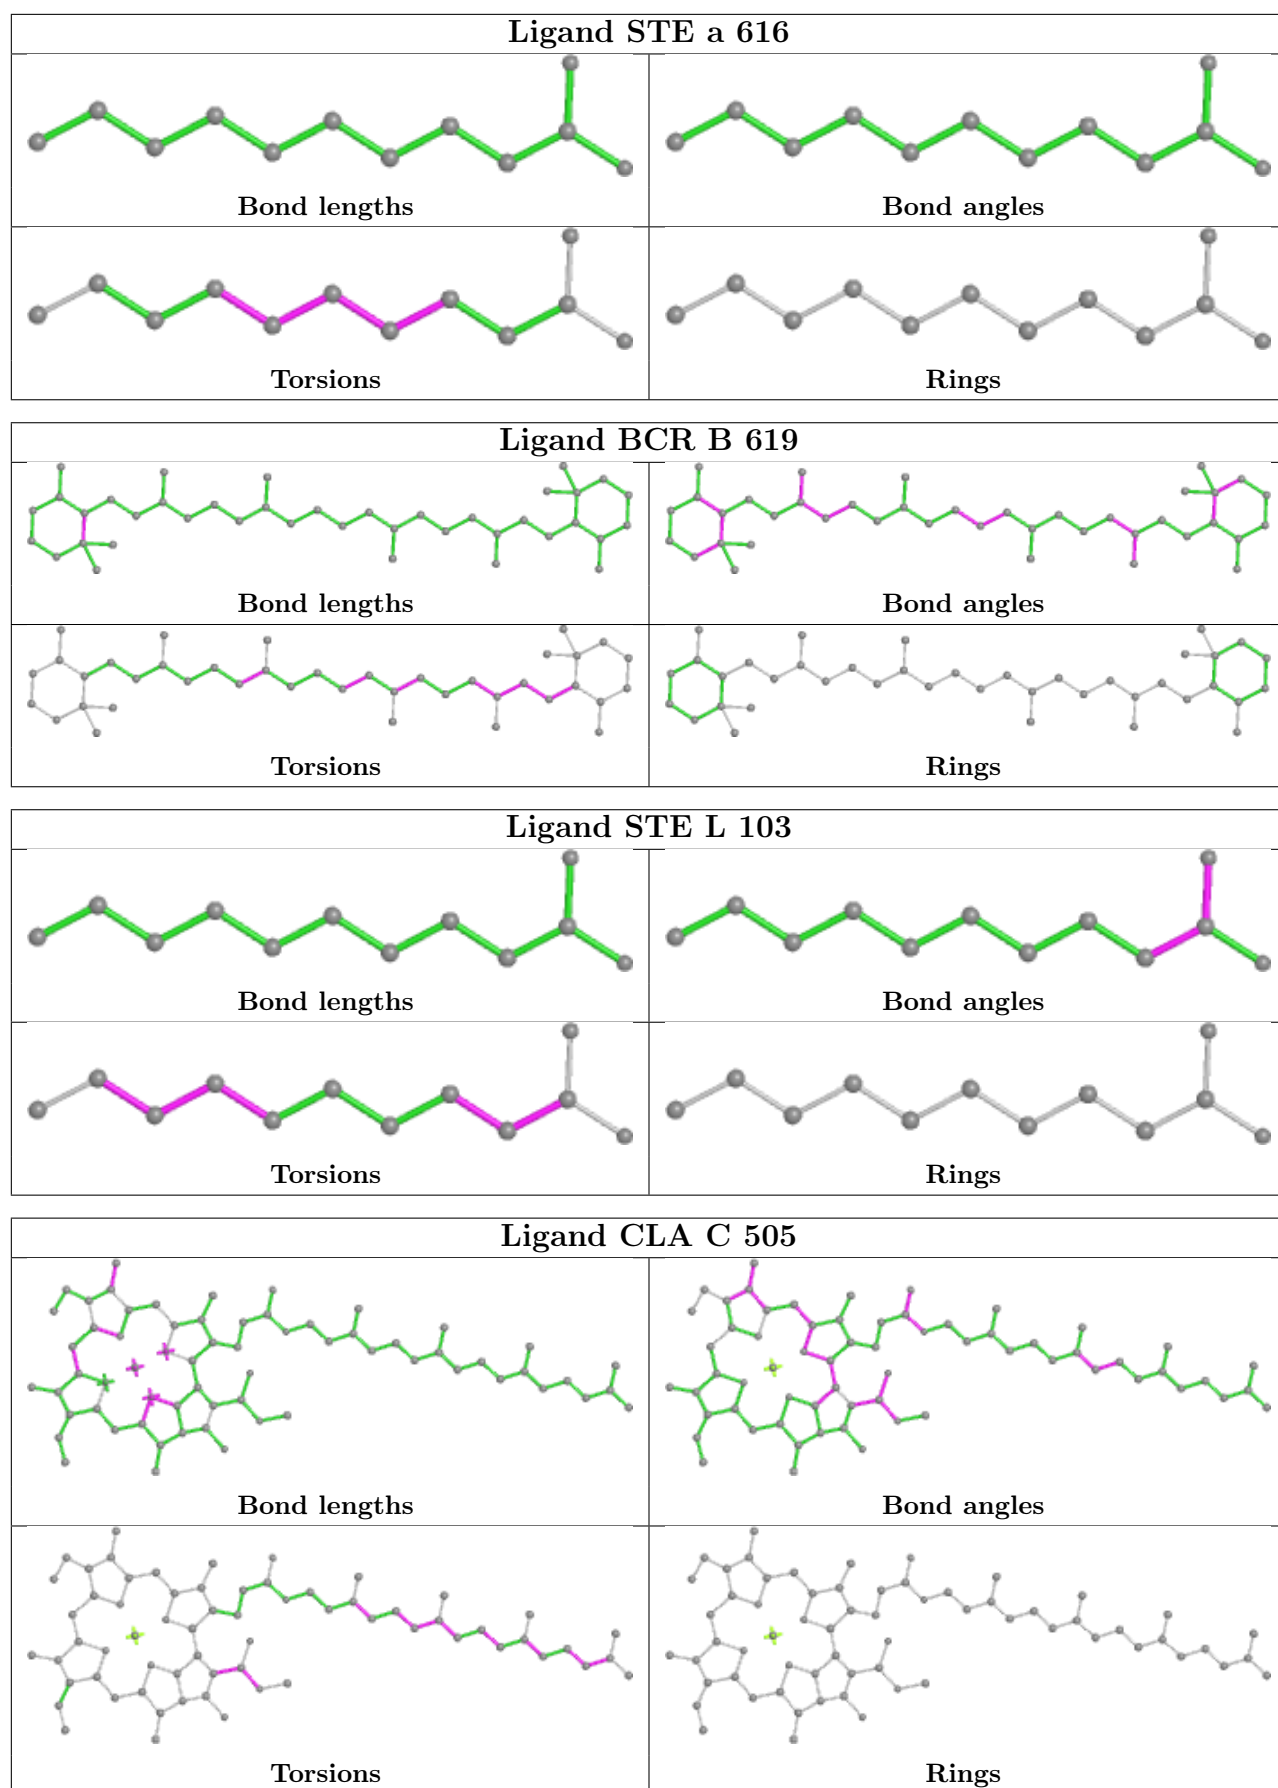 Ligand STE a 616
Bond lengths
Bond angles
Torsions
Rings
Ligand BCR B 619
Bond lengths
Bond angles
Torsions
Rings
Ligand STE L 103
Bond lengths
Bond angles
Torsions
Rings
Ligand CLA C 505
Bond lengths
Bond angles
Torsions
Rings